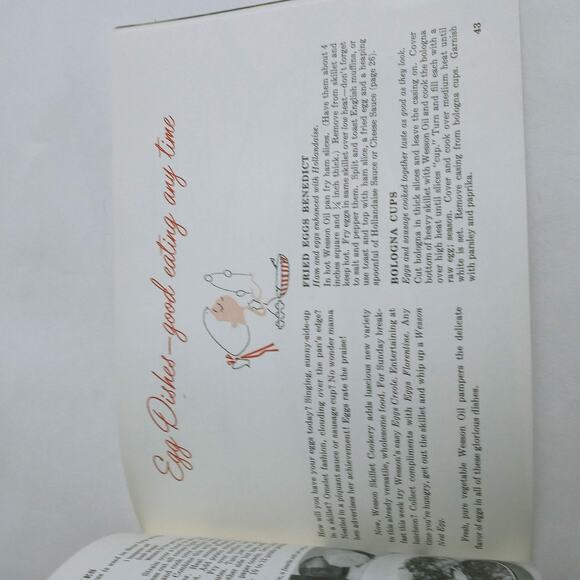 Egg Dishes—good eating any time
How will you have your eggs today? Singing, sunny-side-up
in a skillet? Omelet fashion, clouding over the pan's edge?
Nestled in a piquant sauce or sausage cup? No wonder mama
hen advertises her achievement! Eggs rate the praise!
Now, Wesson Skillet Cookery adds luscious new variety
to this already versatile, wholesome food. For Sunday break-
fast this week try Wesson's easy Eggs Creole. Entertaining at
luncheon? Collect compliments with Eggs Florentine. Any
time you're hungry, get out the skillet and whip up a Wesson
Nest Egg.
Fresh, pure vegetable Wesson Oil pampers the delicate
flavor of eggs in all of these glorious dishes.
FRIED EGGS BENEDICT
Ham and eggs enhanced with Hollandaise.
In hot Wesson Oil pan fry ham slices. (Have them about 4
inches square and ¼ inch thick.) Remove from skillet and
keep hot. Fry eggs in same skillet over low heat—don't forget
to salt and pepper them. Split and toast English muffins, or
use toast and top with ham slice, a fried egg and a heaping
spoonful of Hollandaise Sauce or Cheese Sauce (page 26).
BOLOGNA CUPS
Eggs and sausage cooked together taste as good as they look.
Cut bologna in thick slices and leave the casing on. Cover
bottom of heavy skillet with Wesson Oil and cook the bologna
over high heat until slices "cup." Turn and fill each with a
raw egg; season. Cover and cook over medium heat until
white is set. Remove casing from bologna cups. Garnish
with parsley and paprika.
43